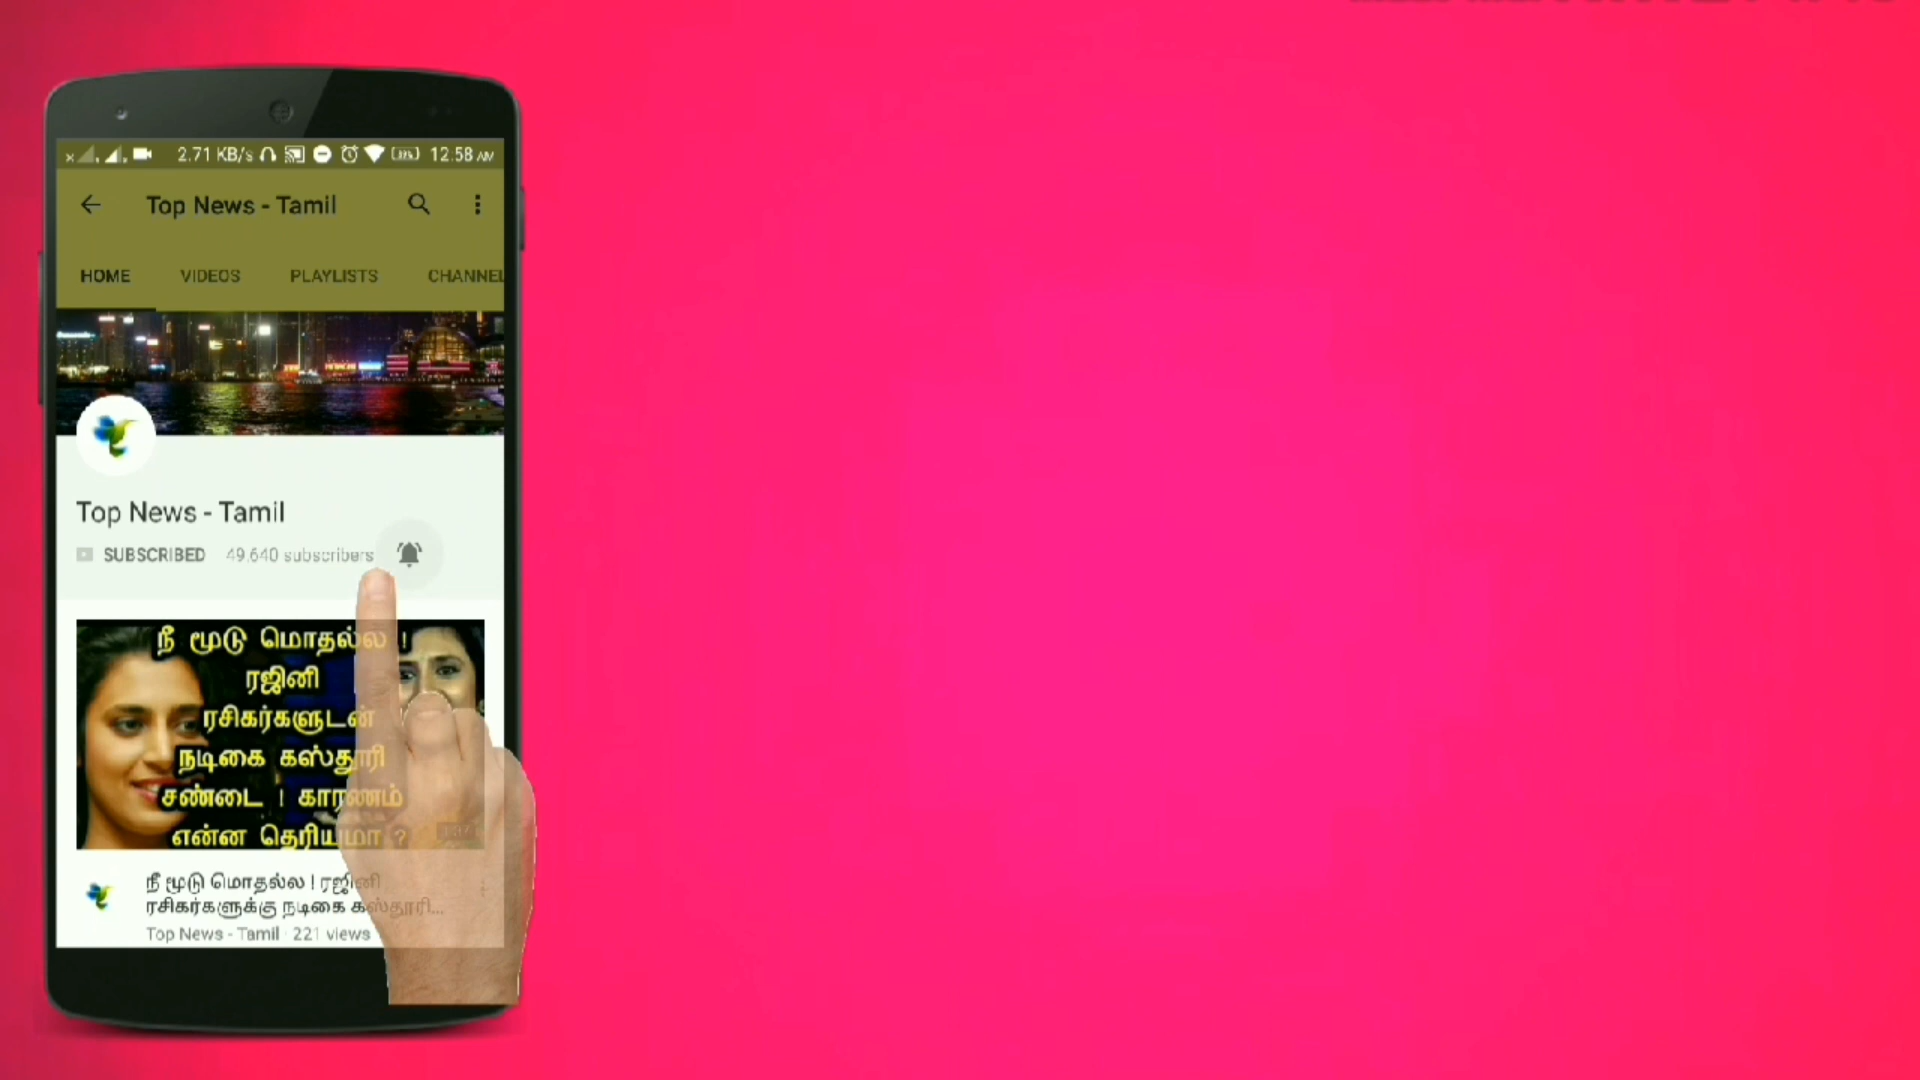 2.71 KB/s 12:58 AM
Top News - Tamil
HOME VIDEOS PLAYLISTS CHANNEL
Top News - Tamil
SUBSCRIBED 49,640 subscribers
நீ மூடு மொதல்ல !
ரஜினி
ரசிகர்களுடன்
நடிகை கஸ்தூரி
சண்டை | காரணம்
என்ன தெரியுமா ?
நீ மூடு மொதல்ல ! ரஜினி
ரசிகர்களுக்கு நடிகை கஸ்தூரி...
Top News - Tamil · 221 views